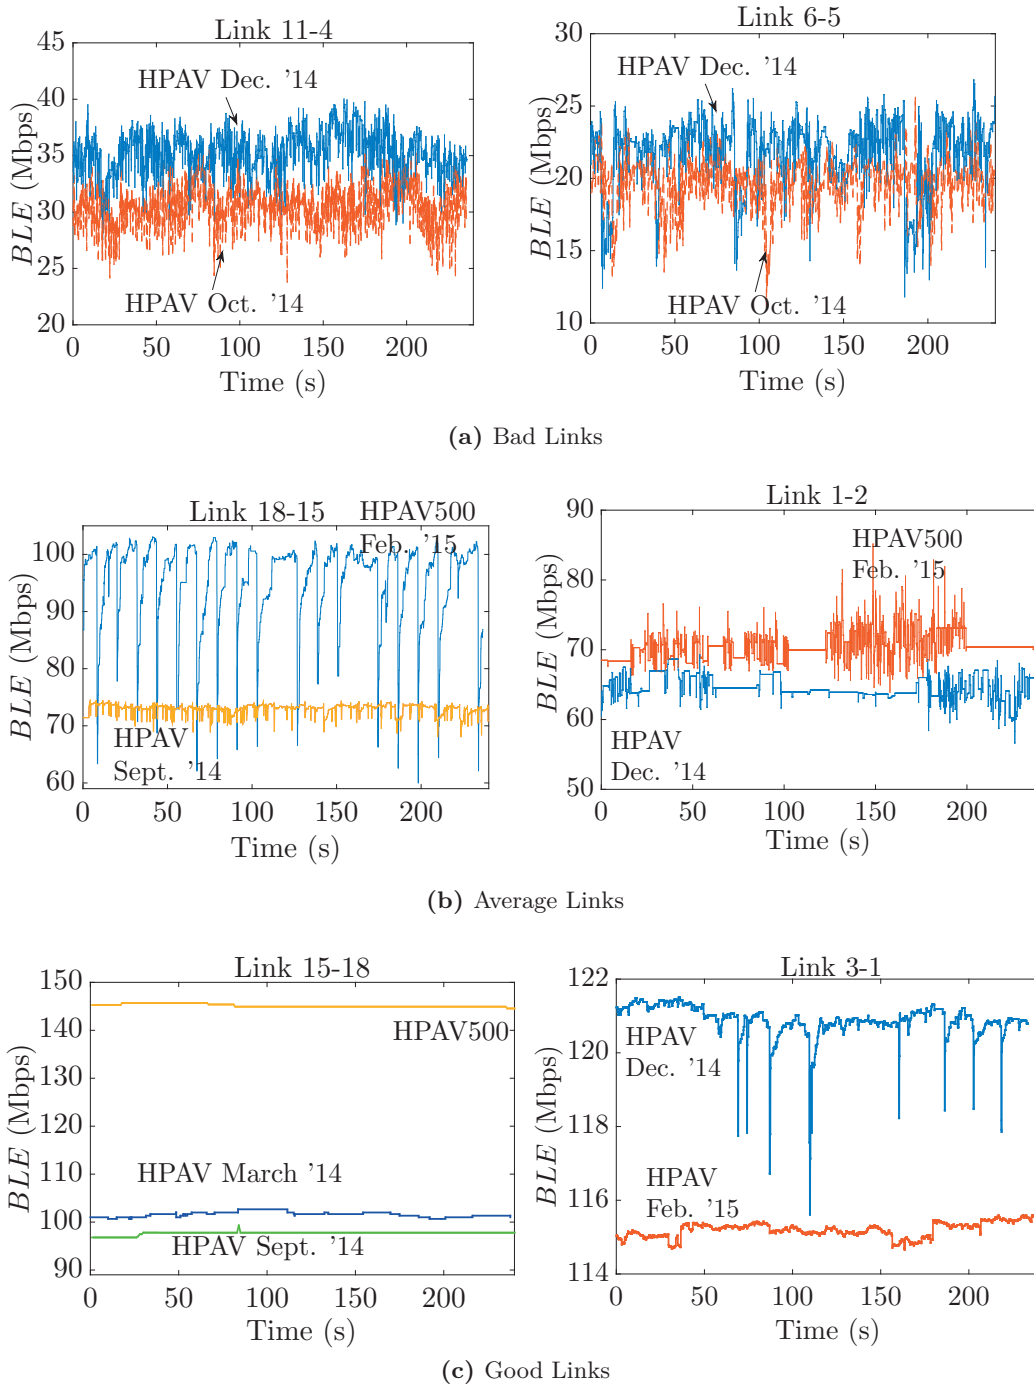 Link 11-4
BLE (Mbps)
45
40
35
30
25
20
HPAV Dec. '14
HPAV Oct. '14
0 50 100 150 200
Time (s)
Link 6-5
BLE (Mbps)
30
25
20
15
10
HPAV Dec. '14
HPAV Oct. '14
0 50 100 150 200
Time (s)
(a) Bad Links
Link 18-15
BLE (Mbps)
100
90
80
70
60
HPAV500
Feb. '15
HPAV
Sept. '14
0 50 100 150 200
Time (s)
Link 1-2
BLE (Mbps)
90
80
70
60
50
HPAV500
Feb. '15
HPAV
Dec. '14
0 50 100 150 200
Time (s)
(b) Average Links
Link 15-18
BLE (Mbps)
150
140
130
120
110
100
90
HPAV500
HPAV March '14
HPAV Sept. '14
0 50 100 150 200
Time (s)
Link 3-1
BLE (Mbps)
122
120
118
116
114
HPAV
Dec. '14
HPAV
Feb. '15
0 50 100 150 200
Time (s)
(c) Good Links